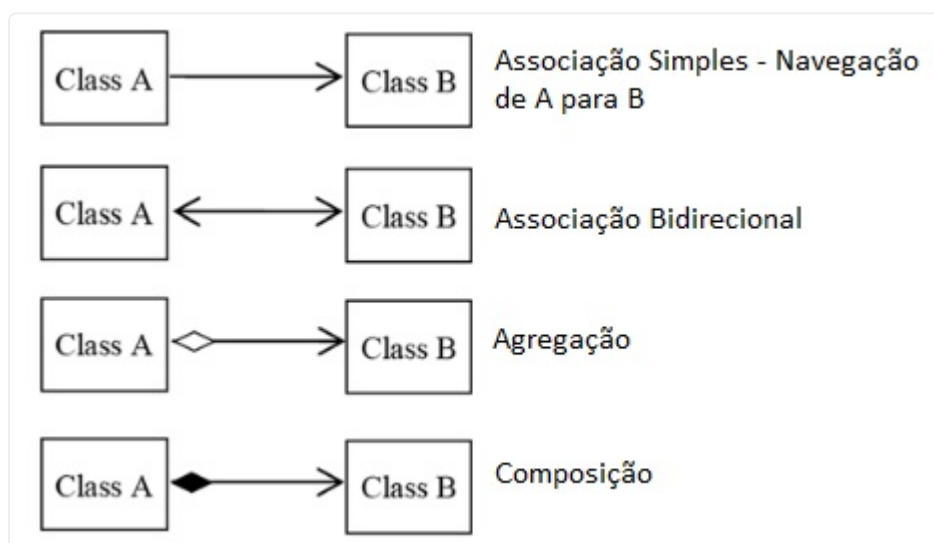 Class A
Class B
Associação Simples - Navegação
de A para B
Class A
Class B
Associação Bidirecional
Class A
Class B
Agregação
Class A
Class B
Composição